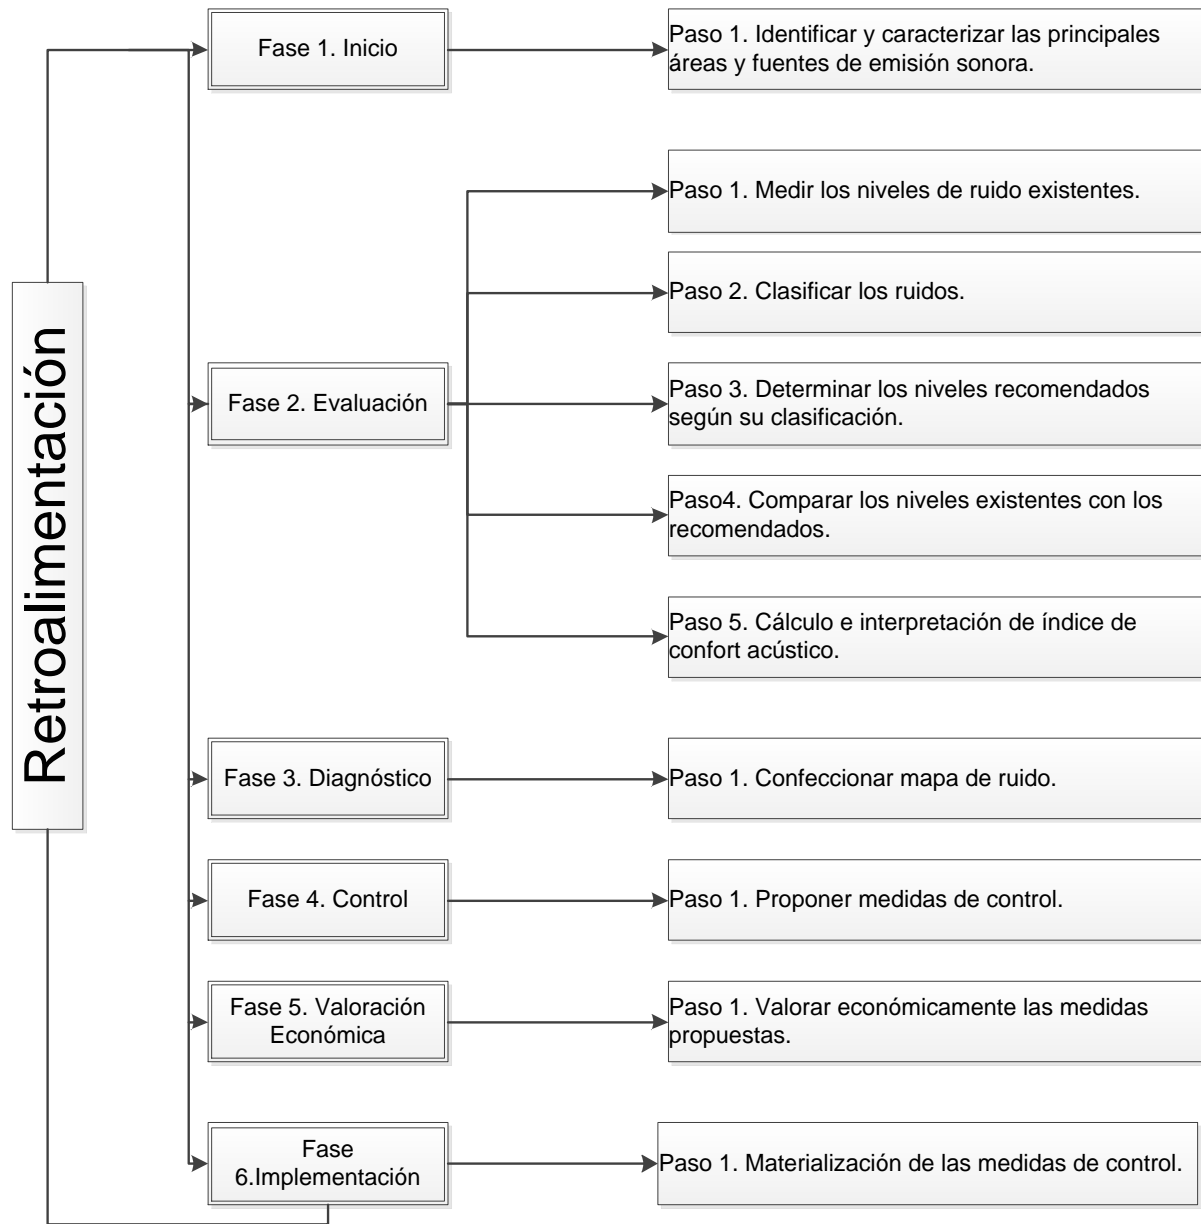 Retroalimentación
Fase 1. Inicio
Paso 1. Identificar y caracterizar las principales
áreas y fuentes de emisión sonora.
Fase 2. Evaluación
Paso 1. Medir los niveles de ruido existentes.
Paso 2. Clasificar los ruidos.
Paso 3. Determinar los niveles recomendados
según su clasificación.
Paso4. Comparar los niveles existentes con los
recomendados.
Paso 5. Cálculo e interpretación de índice de
confort acústico.
Fase 3. Diagnóstico
Paso 1. Confeccionar mapa de ruido.
Fase 4. Control
Paso 1. Proponer medidas de control.
Fase 5. Valoración
Económica
Paso 1. Valorar económicamente las medidas
propuestas.
Fase
6.Implementación
Paso 1. Materialización de las medidas de control.